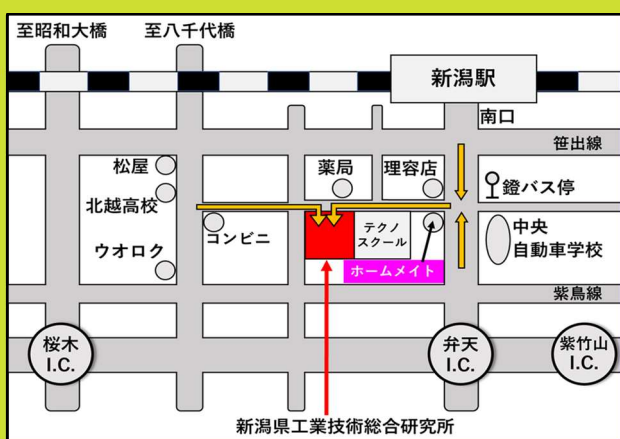 至昭和大橋
至八千代橋
新潟駅
南口
笹出線
松屋
北越高校
ウオロク
コンビニ
薬局
理容店
鐙バス停
テクノ
スクール
中央
自動車学校
ホームメイト
紫鳥線
桜木
I.C.
弁天
I.C.
紫竹山
I.C.
新潟県工業技術総合研究所